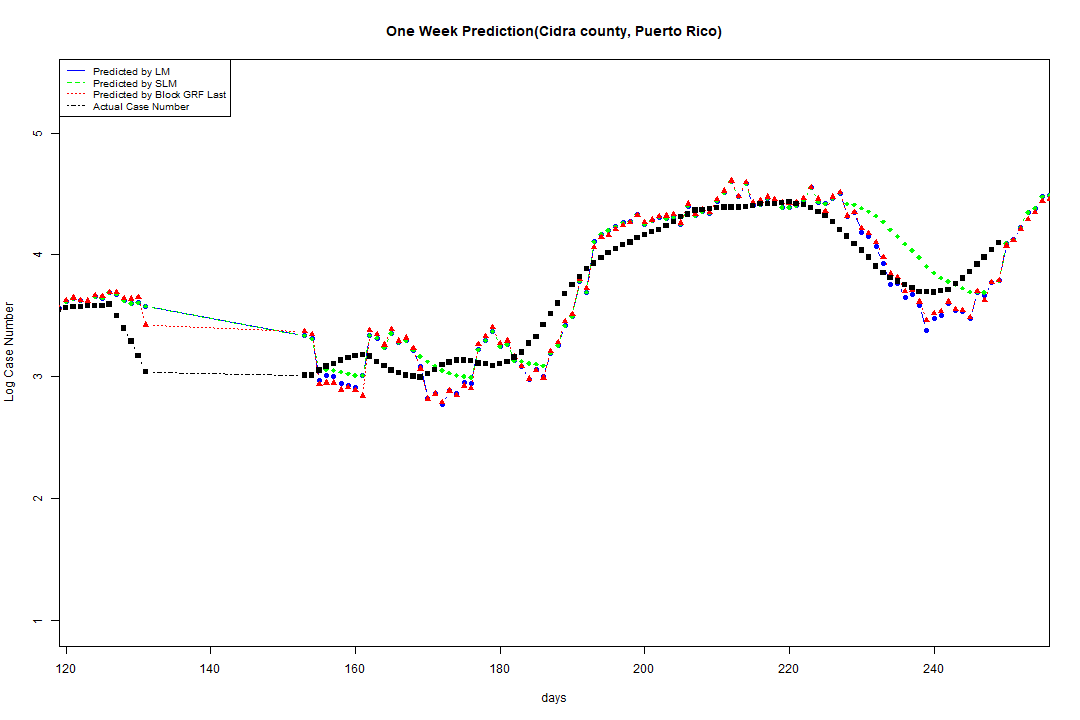 One Week Prediction(Cidra county, Puerto Rico)
Predicted by LM
Predicted by SLM
Predicted by Block GRF Last
Actual Case Number
Log Case Number
5
4
3
2
1
120 140 160 180 200 220 240
days